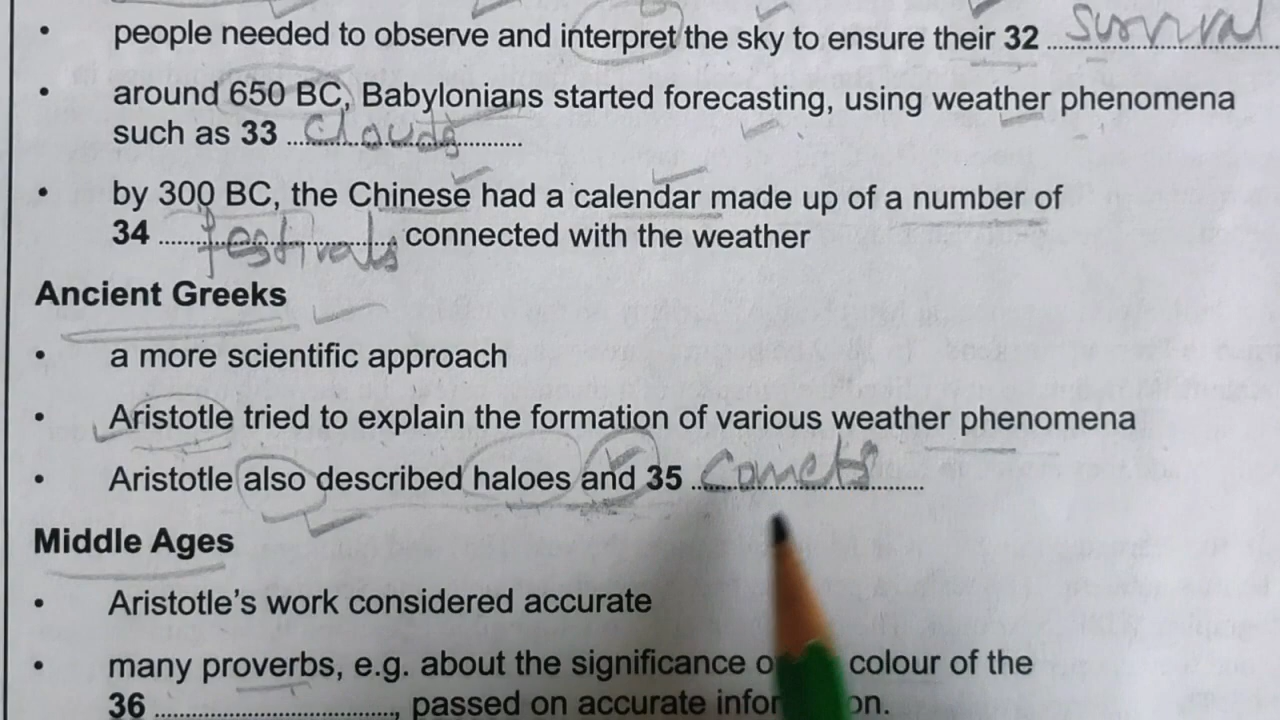 • people needed to observe and interpret the sky to ensure their 32 survival
• around 650 BC, Babylonians started forecasting, using weather phenomena
such as 33 clouds
• by 300 BC, the Chinese had a calendar made up of a number of
34 festivals connected with the weather
Ancient Greeks
• a more scientific approach
• Aristotle tried to explain the formation of various weather phenomena
• Aristotle also described haloes and 35 comets
Middle Ages
• Aristotle's work considered accurate
• many proverbs, e.g. about the significance colour of the
36 ........................, passed on accurate